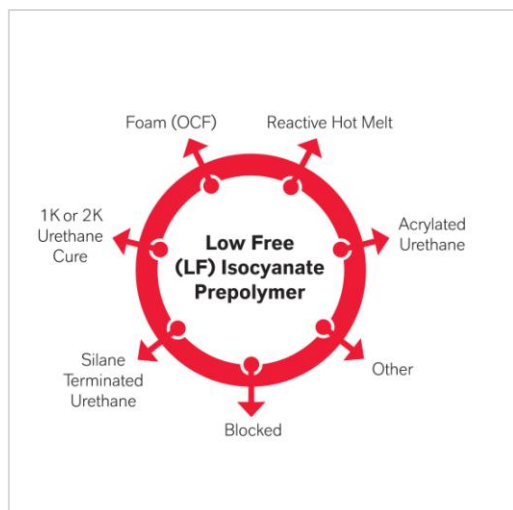 Foam (OCF)
Reactive Hot Melt
1K or 2K
Urethane
Cure
Acrylated
Urethane
Low Free
(LF) Isocyanate
Prepolymer
Silane
Terminated
Urethane
Other
Blocked